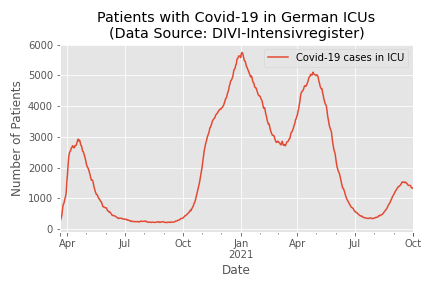 Patients with Covid-19 in German ICUs
(Data Source: DIVI-Intensivregister)
Covid-19 cases in ICU
Number of Patients
6000
5000
4000
3000
2000
1000
0
Apr
Jul
Oct
Jan
2021
Apr
Jul
Oct
Date